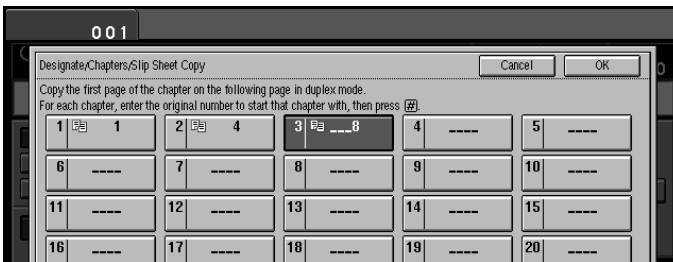 001
Designate/Chapters/Slip Sheet Copy Cancel OK
0
Copy the first page of the chapter on the following page in duplex mode.
For each chapter, enter the original number to start that chapter with, then press #.
1 1 2 4 3 ___8 4 ---- 5 ----
6 ---- 7 ---- 8 ---- 9 ---- 10 ----
11 ---- 12 ---- 13 ---- 14 ---- 15 ----
16 ---- 17 ---- 18 ---- 19 ---- 20 ----